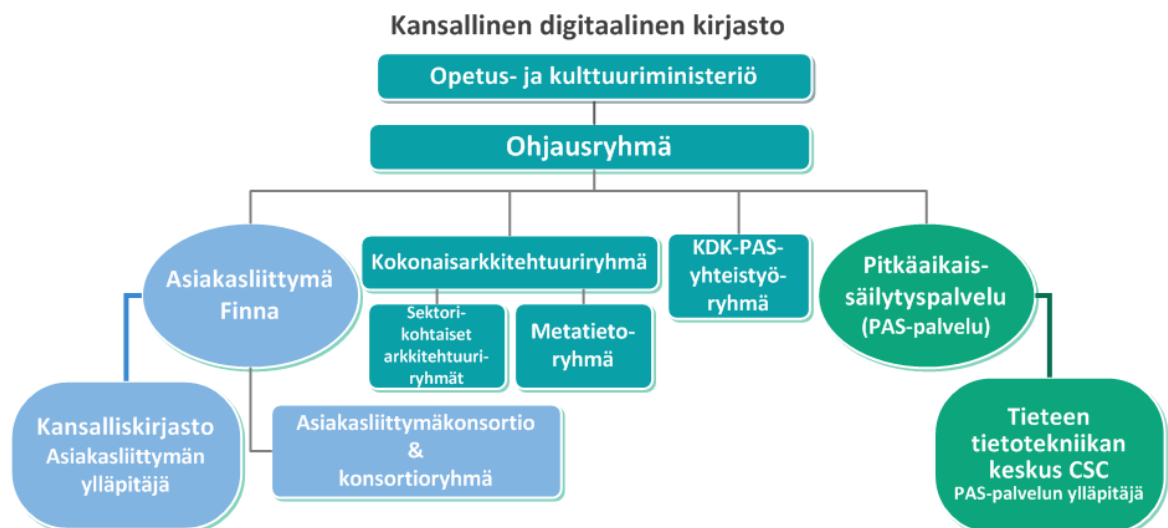 Kansallinen digitaalinen kirjasto
Opetus- ja kulttuuriministeriö
Ohjausryhmä
Asiakasliittymä
Finna
Kokonaisarkkitehtuuriryhmä
KDK-PAS-
yhteistyö-
ryhmä
Pitkäaikais-
säilytyspalvelu
(PAS-palvelu)
Sektori-
kohtaiset
arkkitehtuuri-
ryhmät
Metatieto-
ryhmä
Kansalliskirjasto
Asiakasliittymän
ylläpitäjä
Asiakasliittymäkonsortio
&
konsortioryhmä
Tieteen
tietotekniikan
keskus CSC
PAS-palvelun ylläpitäjä